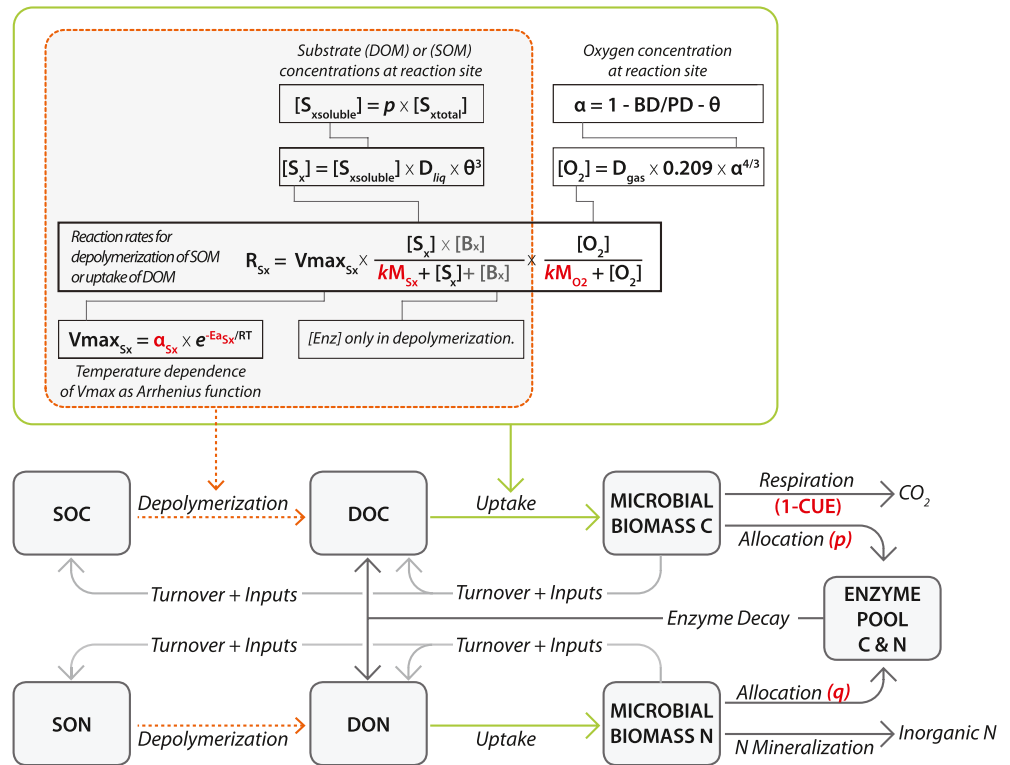 Substrate (DOM) or (SOM)
concentrations at reaction site
Oxygen concentration
at reaction site
[Sxsoluble] = p × [Sxtotal]
α = 1 - BD/PD - θ
[Sx] = [Sxsoluble] × Dliq × θ³
[O2] = Dgas × 0.209 × α^4/3
Reaction rates for
depolymerization of SOM
or uptake of DOM
RSx = VmaxSx × [Sx] × [Bx] / kMSx + [Sx] + [Bx] × [O2] / kMO2 + [O2]
VmaxSx = αSx × e^-EaSx/RT
[Enz] only in depolymerization.
Temperature dependence
of Vmax as Arrhenius function
SOC
Depolymerization
DOC
Uptake
MICROBIAL
BIOMASS C
Respiration
(1-CUE)
CO2
Allocation (p)
Turnover + Inputs
Turnover + Inputs
ENZYME
POOL
C & N
Enzyme Decay
Turnover + Inputs
Turnover + Inputs
SON
Depolymerization
DON
Uptake
MICROBIAL
BIOMASS N
Allocation (q)
N Mineralization
Inorganic N